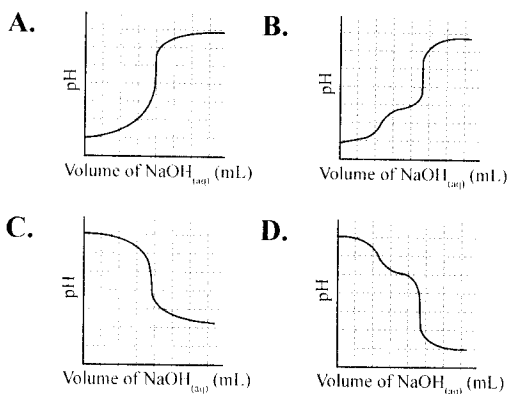 A.
pH
Volume of NaOH(aq) (mL)
B.
pH
Volume of NaOH(aq) (mL)
C.
pH
Volume of NaOH(aq) (mL)
D.
pH
Volume of NaOH(aq) (mL)